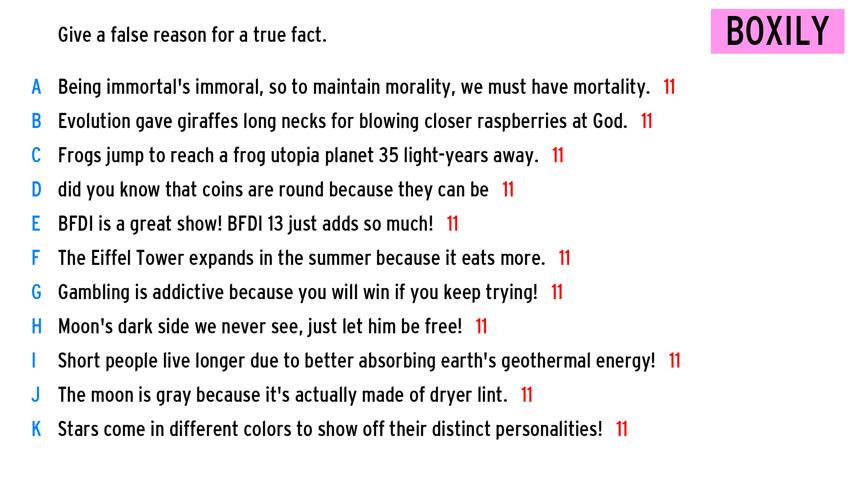 Give a false reason for a true fact.
BOXILY
A Being immortal's immoral, so to maintain morality, we must have mortality. 11
B Evolution gave giraffes long necks for blowing closer raspberries at God. 11
C Frogs jump to reach a frog utopia planet 35 light-years away. 11
D did you know that coins are round because they can be 11
E BFDI is a great show! BFDI 13 just adds so much! 11
F The Eiffel Tower expands in the summer because it eats more. 11
G Gambling is addictive because you will win if you keep trying! 11
H Moon's dark side we never see, just let him be free! 11
I Short people live longer due to better absorbing earth's geothermal energy! 11
J The moon is gray because it's actually made of dryer lint. 11
K Stars come in different colors to show off their distinct personalities! 11